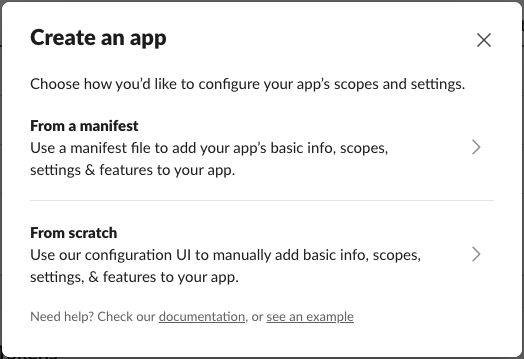 Create an app
Choose how you’d like to configure your app’s scopes and settings.
From a manifest
Use a manifest file to add your app’s basic info, scopes,
settings & features to your app.
From scratch
Use our configuration UI to manually add basic info, scopes,
settings, & features to your app.
Need help? Check our documentation, or see an example